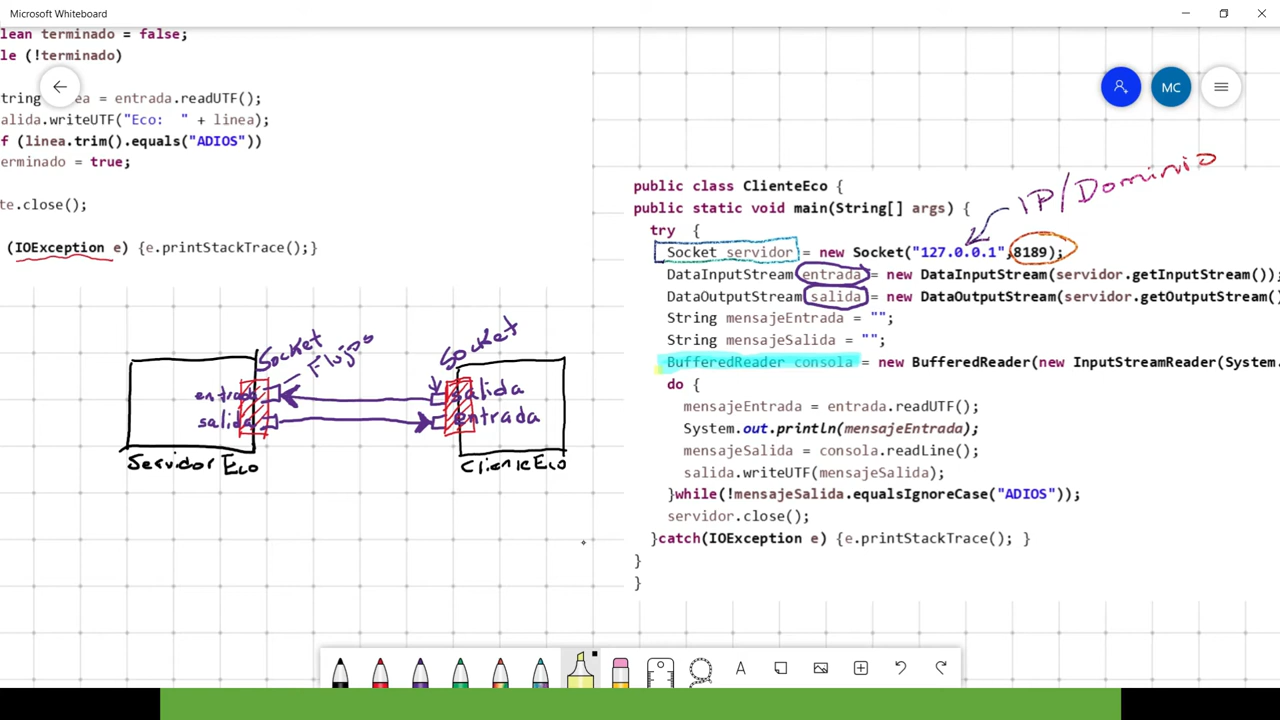 Microsoft Whiteboard
lean terminado = false;
le (!terminado)
tring ea = entrada.readUTF();
alida.writeUTF("Eco:  " + linea);
f (linea.trim().equals("ADIOS"))
erminado = true;
te.close();
(IOException e) {e.printStackTrace();}
Socket
Flujos
entrada
salida
Servidor Eco
Socket
salida
entrada
Cliente Eco
MC
IP/Dominio
public class ClienteEco {
public static void main(String[] args) {
try {
Socket servidor = new Socket("127.0.0.1",8189);
DataInputStream entrada = new DataInputStream(servidor.getInputStream());
DataOutputStream salida = new DataOutputStream(servidor.getOutputStream()
String mensajeEntrada = "";
String mensajeSalida = "";
BufferedReader consola = new BufferedReader(new InputStreamReader(System.
do {
mensajeEntrada = entrada.readUTF();
System.out.println(mensajeEntrada);
mensajeSalida = consola.readLine();
salida.writeUTF(mensajeSalida);
}while(!mensajeSalida.equalsIgnoreCase("ADIOS"));
servidor.close();
}catch(IOException e) {e.printStackTrace(); }
}
}
A